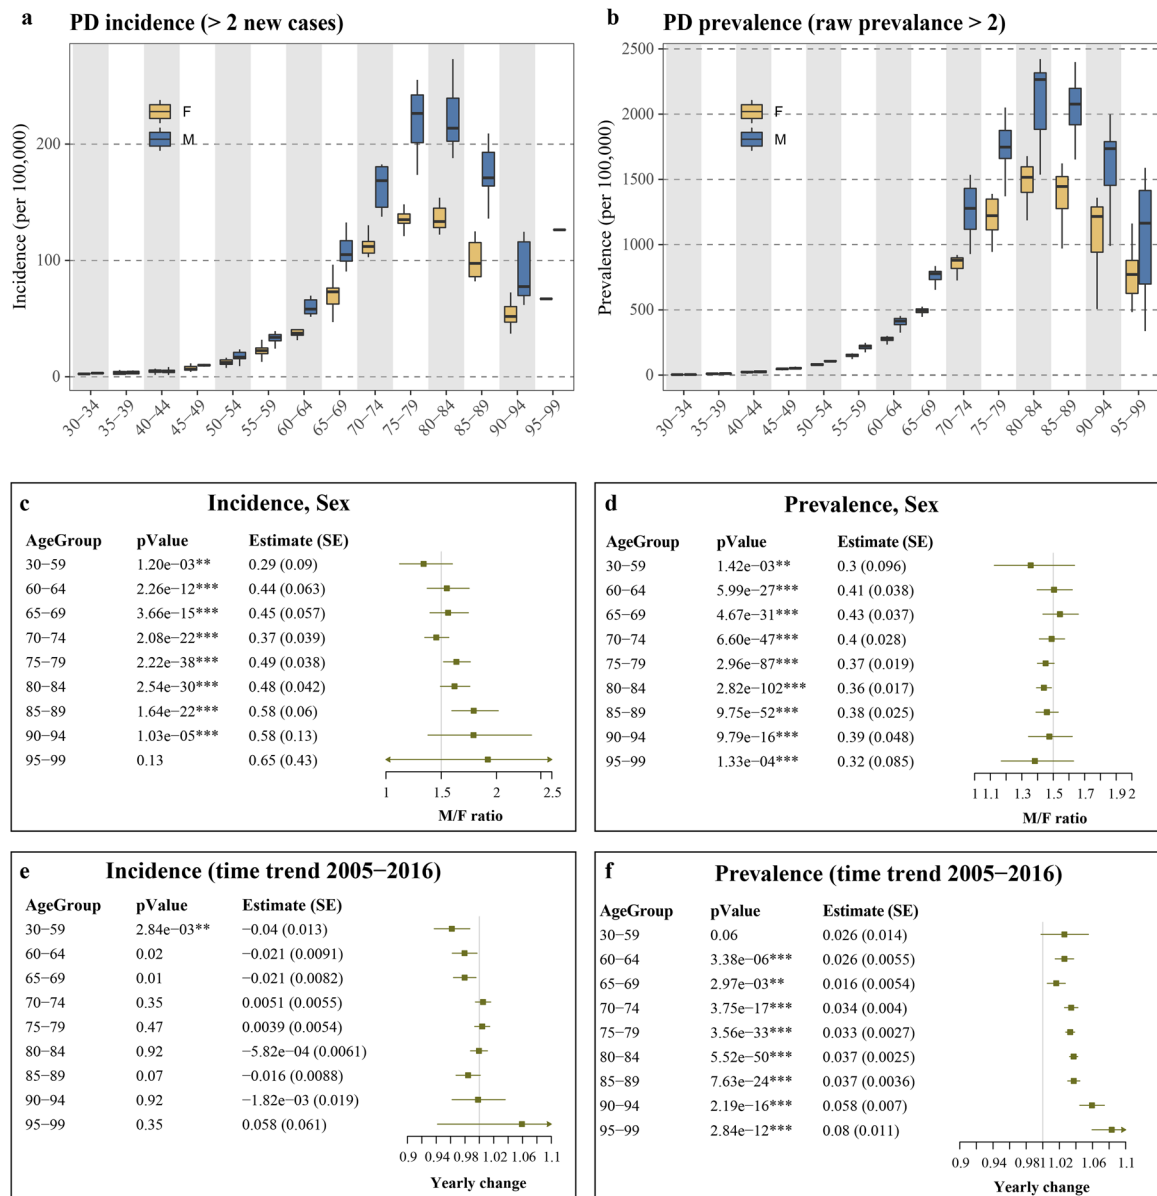 a PD incidence (> 2 new cases)
Incidence (per 100,000)
200
100
0
F
M
30−34 35−39 40−44 45−49 50−54 55−59 60−64 65−69 70−74 75−79 80−84 85−89 90−94 95−99
b PD prevalence (raw prevalance > 2)
Prevalence (per 100,000)
2500
2000
1500
1000
500
0
F
M
30−34 35−39 40−44 45−49 50−54 55−59 60−64 65−69 70−74 75−79 80−84 85−89 90−94 95−99
c Incidence, Sex
AgeGroup pValue Estimate (SE)
30−59 1.20e−03** 0.29 (0.09)
60−64 2.26e−12*** 0.44 (0.063)
65−69 3.66e−15*** 0.45 (0.057)
70−74 2.08e−22*** 0.37 (0.039)
75−79 2.22e−38*** 0.49 (0.038)
80−84 2.54e−30*** 0.48 (0.042)
85−89 1.64e−22*** 0.58 (0.06)
90−94 1.03e−05*** 0.58 (0.13)
95−99 0.13 0.65 (0.43)
1 1.5 2 2.5
M/F ratio
d Prevalence, Sex
AgeGroup pValue Estimate (SE)
30−59 1.42e−03** 0.3 (0.096)
60−64 5.99e−27*** 0.41 (0.038)
65−69 4.67e−31*** 0.43 (0.037)
70−74 6.60e−47*** 0.4 (0.028)
75−79 2.96e−87*** 0.37 (0.019)
80−84 2.82e−102*** 0.36 (0.017)
85−89 9.75e−52*** 0.38 (0.025)
90−94 9.79e−16*** 0.39 (0.048)
95−99 1.33e−04*** 0.32 (0.085)
1 1.1 1.3 1.5 1.7 1.9 2
M/F ratio
e Incidence (time trend 2005−2016)
AgeGroup pValue Estimate (SE)
30−59 2.84e−03** −0.04 (0.013)
60−64 0.02 −0.021 (0.0091)
65−69 0.01 −0.021 (0.0082)
70−74 0.35 0.0051 (0.0055)
75−79 0.47 0.0039 (0.0054)
80−84 0.92 −5.82e−04 (0.0061)
85−89 0.07 −0.016 (0.0088)
90−94 0.92 −1.82e−03 (0.019)
95−99 0.35 0.058 (0.061)
0.9 0.94 0.98 1.02 1.06 1.1
Yearly change
f Prevalence (time trend 2005−2016)
AgeGroup pValue Estimate (SE)
30−59 0.06 0.026 (0.014)
60−64 3.38e−06*** 0.026 (0.0055)
65−69 2.97e−03** 0.016 (0.0054)
70−74 3.75e−17*** 0.034 (0.004)
75−79 3.56e−33*** 0.033 (0.0027)
80−84 5.52e−50*** 0.037 (0.0025)
85−89 7.63e−24*** 0.037 (0.0036)
90−94 2.19e−16*** 0.058 (0.007)
95−99 2.84e−12*** 0.08 (0.011)
0.9 0.94 0.98 1 1.02 1.06 1.1
Yearly change